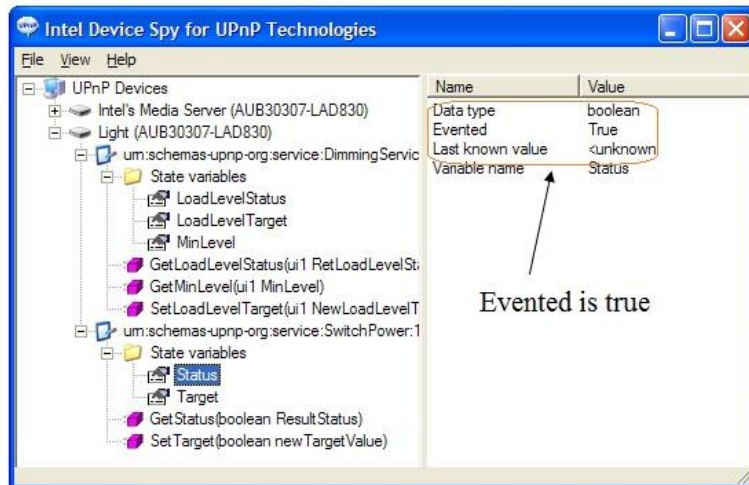 Intel Device Spy for UPnP Technologies
File View Help
UPnP Devices
Intel's Media Server (AUB30307-LAD830)
Light (AUB30307-LAD830)
urn:schemas-upnp-org:service:DimmingServic
State variables
LoadLevelStatus
LoadLevelTarget
MinLevel
GetLoadLevelStatus(ui1 RetLoadLevelSt
GetMinLevel(ui1 MinLevel)
SetLoadLevelTarget(ui1 NewLoadLevelT
urn:schemas-upnp-org:service:SwitchPower:1
State variables
Status
Target
GetStatus(boolean ResultStatus)
SetTarget(boolean newTargetValue)
Name Value
Data type boolean
Evented True
Last known value <unknown
Variable name Status
Evented is true